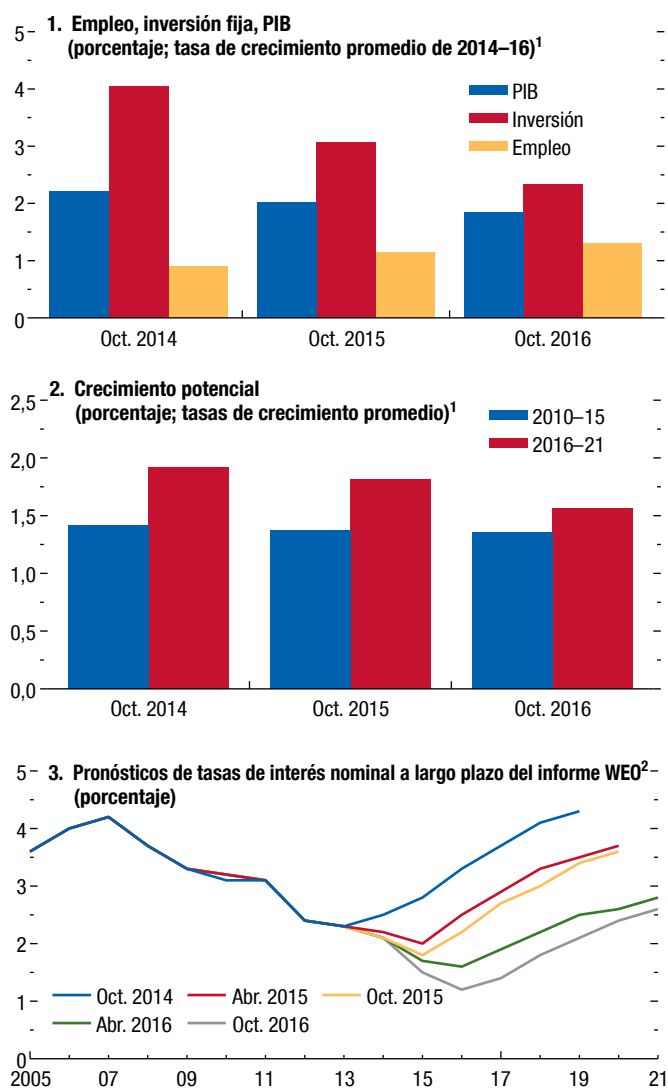 1. Empleo, inversión fija, PIB
(porcentaje; tasa de crecimiento promedio de 2014–16)¹
5
4
3
2
1
0
PIB
Inversión
Empleo
Oct. 2014
Oct. 2015
Oct. 2016
2. Crecimiento potencial
(porcentaje; tasas de crecimiento promedio)¹
2,5
2,0
1,5
1,0
0,5
0,0
2010–15
2016–21
Oct. 2014
Oct. 2015
Oct. 2016
3. Pronósticos de tasas de interés nominal a largo plazo del informe WEO²
(porcentaje)
5
4
3
2
1
0
Oct. 2014 Abr. 2015 Oct. 2015
Abr. 2016 Oct. 2016
2005 07 09 11 13 15 17 19 21